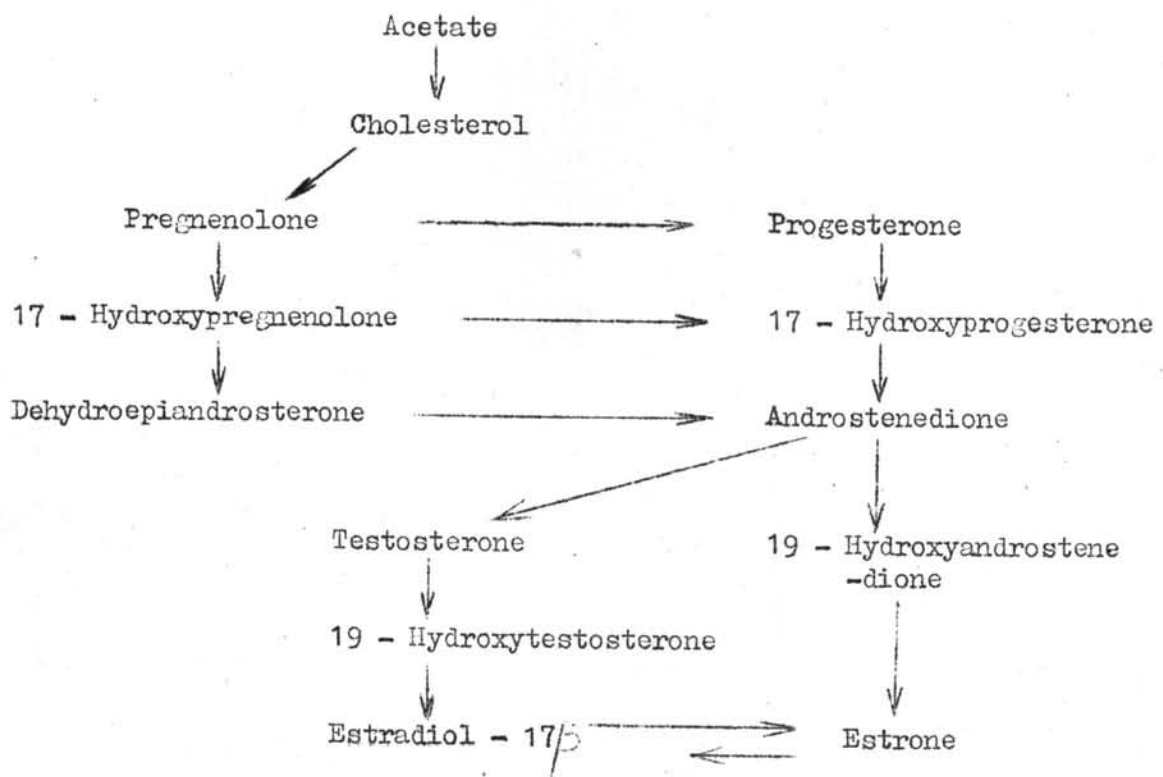 Acetate
Cholesterol
Pregnenolone Progesterone
17 - Hydroxypregnenolone 17 - Hydroxyprogesterone
Dehydroepiandrosterone Androstenedione
Testosterone 19 - Hydroxyandrostene
-dione
19 - Hydroxytestosterone
Estradiol - 17β Estrone